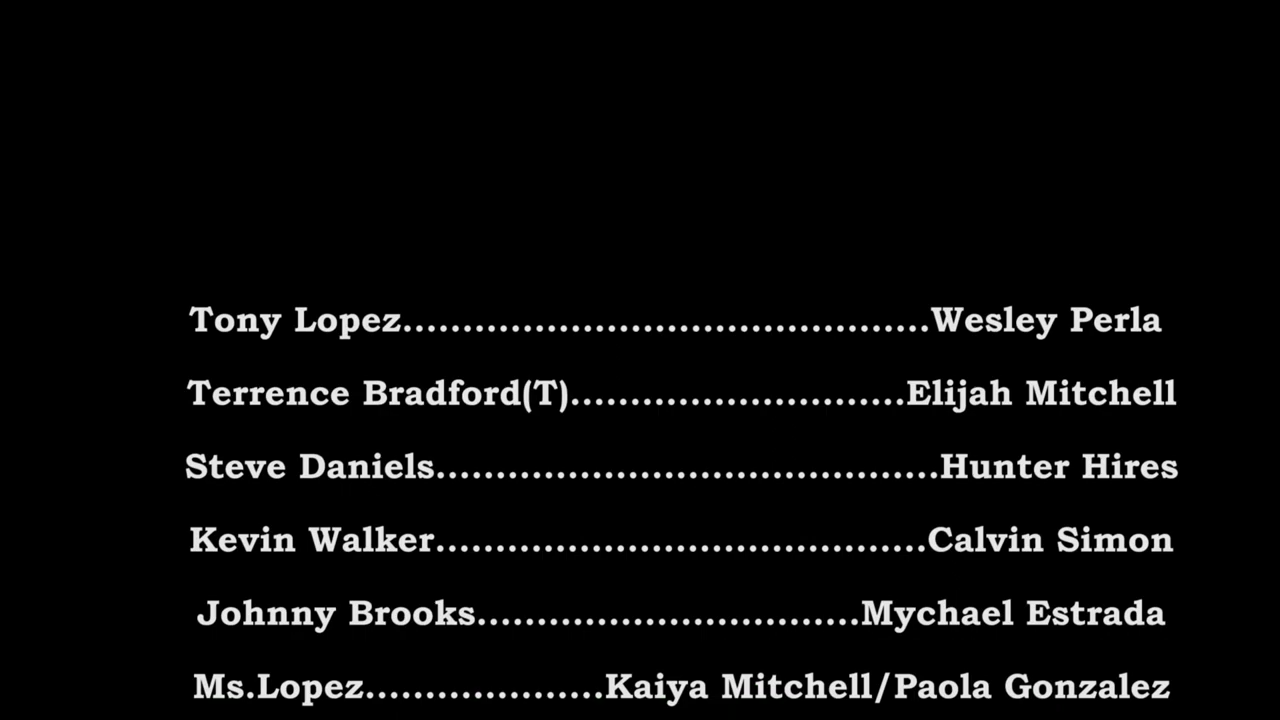 Tony Lopez............................................Wesley Perla
Terrence Bradford(T)............................Elijah Mitchell
Steve Daniels..........................................Hunter Hires
Kevin Walker.........................................Calvin Simon
Johnny Brooks................................Mychael Estrada
Ms.Lopez....................Kaiya Mitchell/Paola Gonzalez